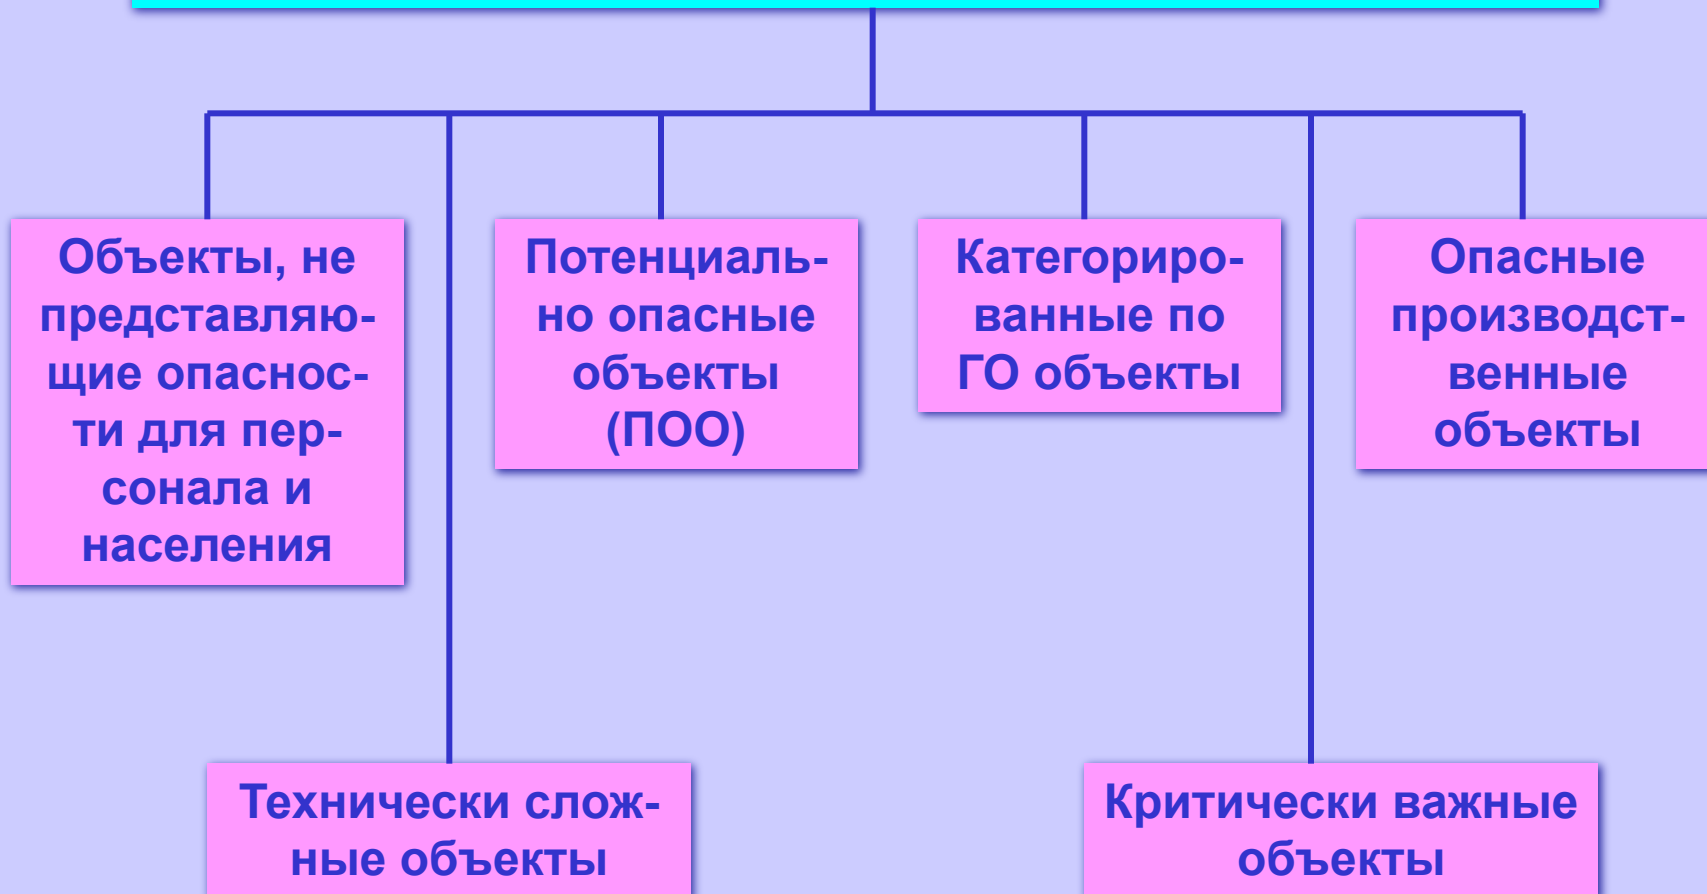 Объекты, не
представляю-
щие опаснос-
ти для пер-
сонала и
населения
Потенциаль-
но опасные
объекты
(ПОО)
Категориро-
ванные по
ГО объекты
Опасные
производст-
венные
объекты
Технически слож-
ные объекты
Критически важные
объекты